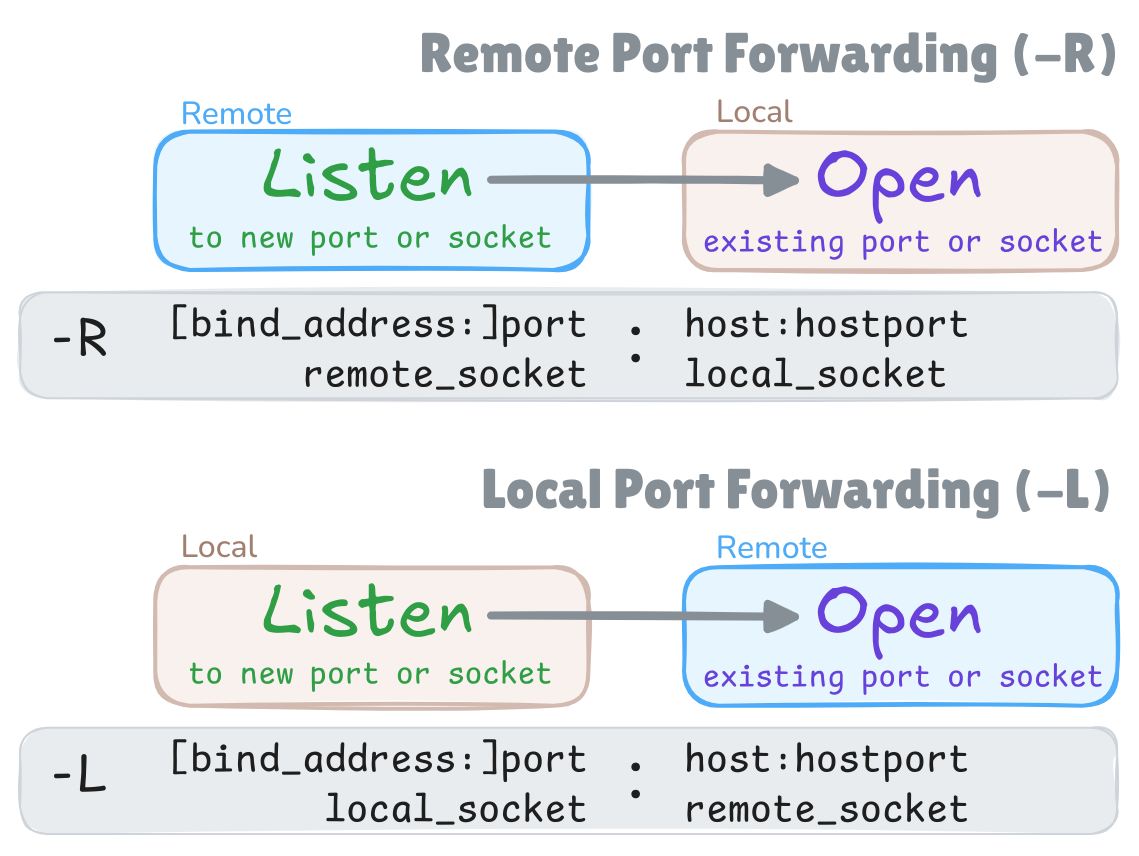 Remote Port Forwarding (-R)
Remote
Local
Listen
Open
to new port or socket
existing port or socket
-R
[bind_address:]port : host:hostport
remote_socket
local_socket
Local Port Forwarding (-L)
Local
Remote
Listen
Open
to new port or socket
existing port or socket
-L
[bind_address:]port : host:hostport
local_socket
remote_socket